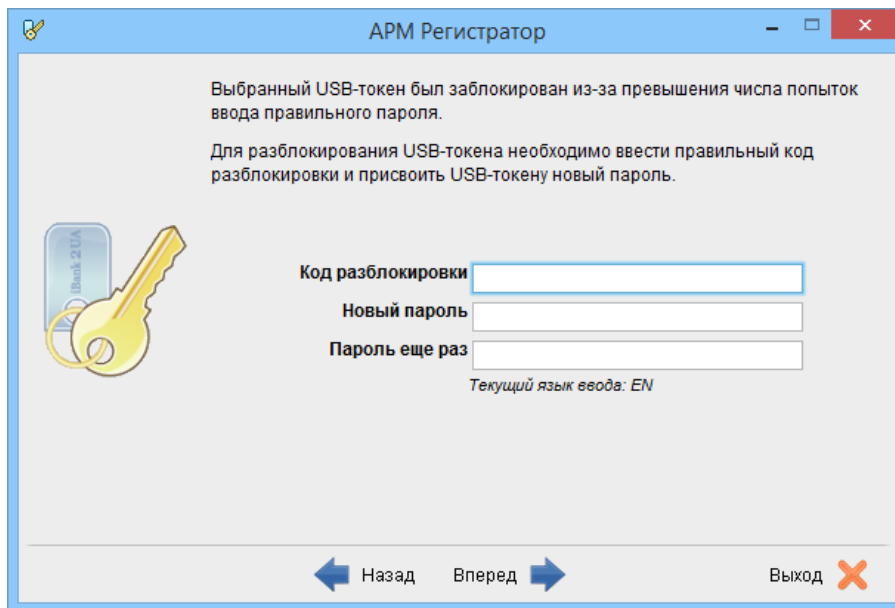 АРМ Регистратор
Выбранный USB-токен был заблокирован из-за превышения числа попыток
ввода правильного пароля.
Для разблокирования USB-токена необходимо ввести правильный код
разблокировки и присвоить USB-токену новый пароль.
iBank 2 UA
Код разблокировки
Новый пароль
Пароль еще раз
Текущий язык ввода: EN
Назад Вперед Выход